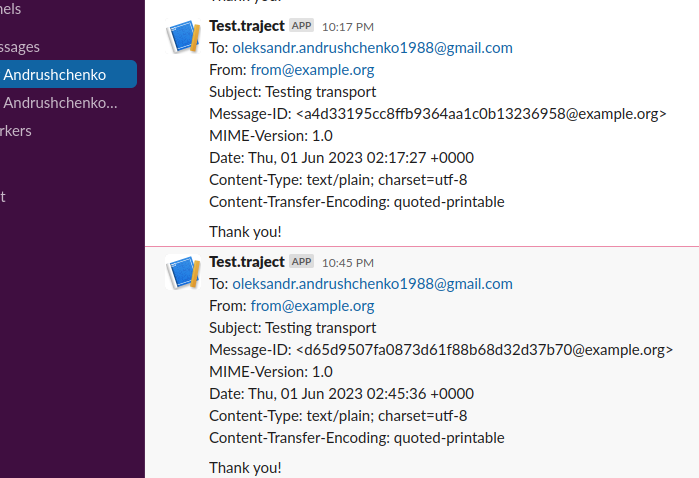 nels
ssages
Andrushchenko
Andrushchenko...
rkers
t
Thank you!
Test.traject APP 10:17 PM
To: oleksandr.andrushchenko1988@gmail.com
From: from@example.org
Subject: Testing transport
Message-ID: <a4d33195cc8ffb9364aa1c0b13236958@example.org>
MIME-Version: 1.0
Date: Thu, 01 Jun 2023 02:17:27 +0000
Content-Type: text/plain; charset=utf-8
Content-Transfer-Encoding: quoted-printable
Thank you!
Test.traject APP 10:45 PM
To: oleksandr.andrushchenko1988@gmail.com
From: from@example.org
Subject: Testing transport
Message-ID: <d65d9507fa0873d61f88b68d32d37b70@example.org>
MIME-Version: 1.0
Date: Thu, 01 Jun 2023 02:45:36 +0000
Content-Type: text/plain; charset=utf-8
Content-Transfer-Encoding: quoted-printable
Thank you!